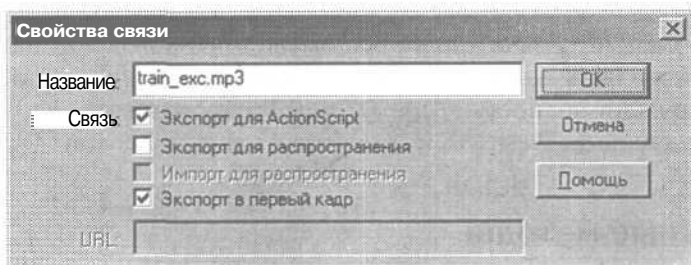 Свойства связи
Название: train_exc.mp3
OK
Связь: Экспорт для ActionScript
Отмена
Экспорт для распространения
Импорт для распространения
Помощь
Экспорт в первый кадр
URL: